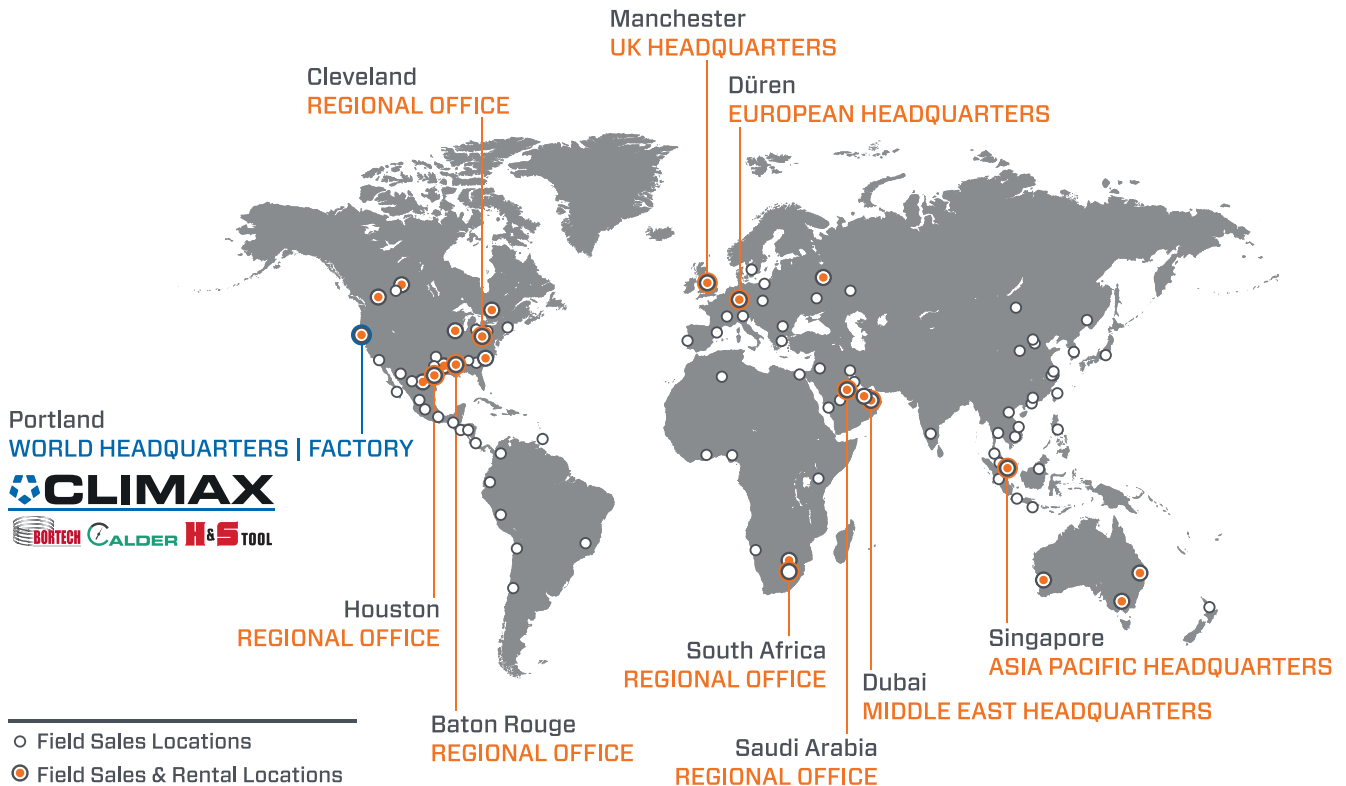 Manchester
UK HEADQUARTERS
Cleveland
REGIONAL OFFICE
Düren
EUROPEAN HEADQUARTERS
Portland
WORLD HEADQUARTERS | FACTORY
CLIMAX
BORTECH CALDER H&S TOOL
Houston
REGIONAL OFFICE
South Africa
REGIONAL OFFICE
Singapore
ASIA PACIFIC HEADQUARTERS
Dubai
MIDDLE EAST HEADQUARTERS
Baton Rouge
REGIONAL OFFICE
Saudi Arabia
REGIONAL OFFICE
Field Sales Locations
Field Sales & Rental Locations